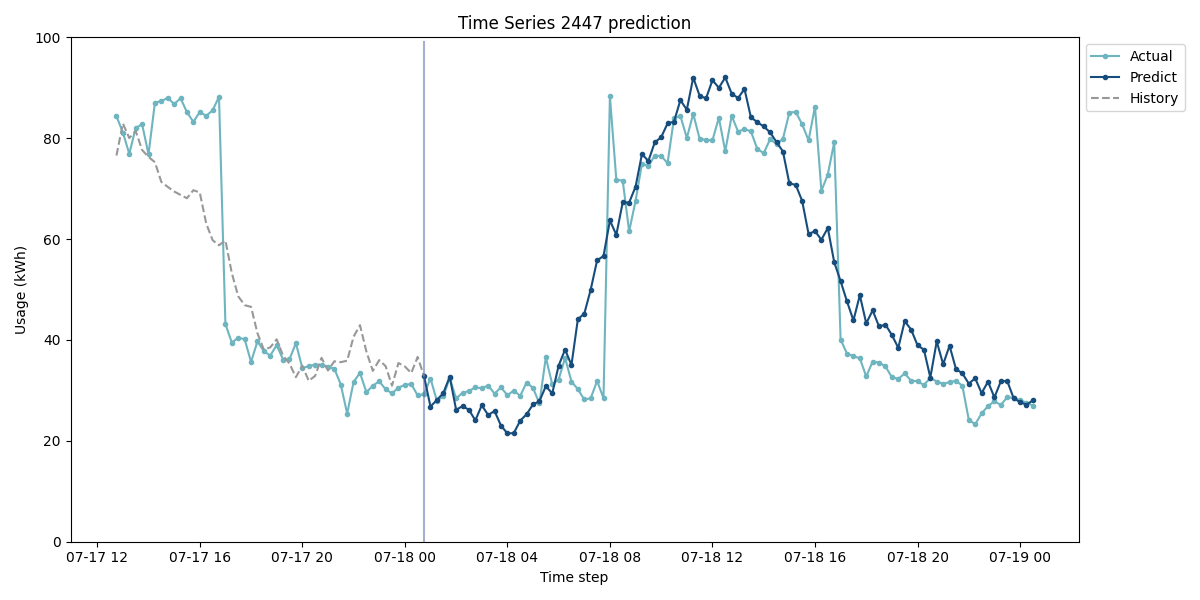 Time Series 2447 prediction
100
80
60
40
20
0
Usage (kWh)
07-17 12
07-17 16
07-17 20
07-18 00
07-18 04
07-18 08
07-18 12
07-18 16
07-18 20
07-19 00
Time step
Actual
Predict
History